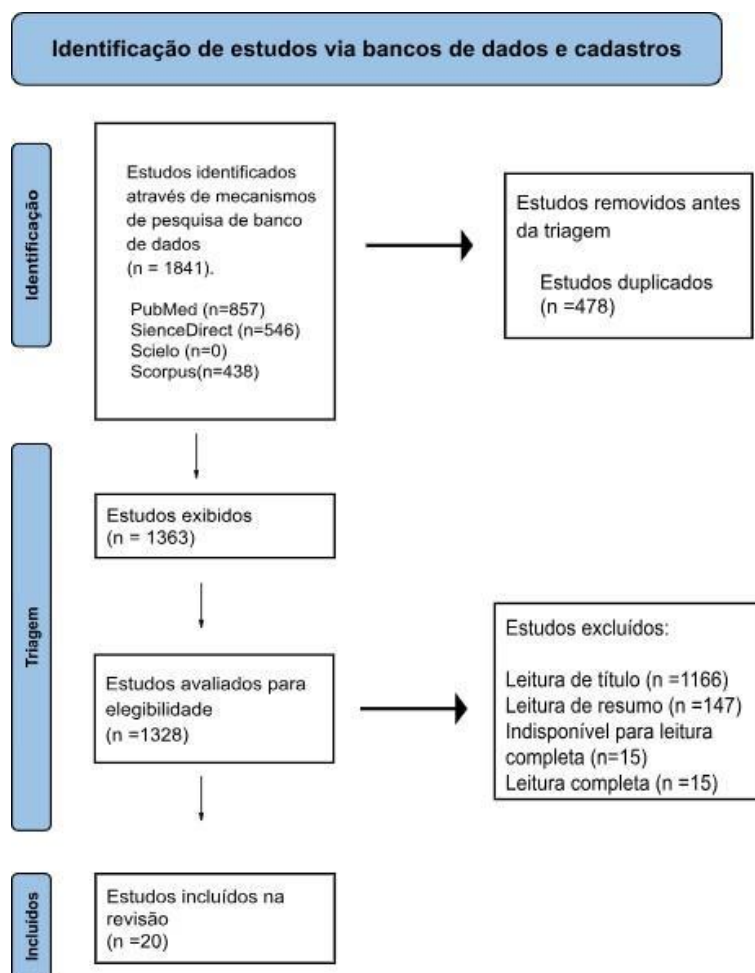 Identificação de estudos via bancos de dados e cadastros
Identificação
Estudos identificados
através de mecanismos
de pesquisa de banco
de dados
(n = 1841).
PubMed (n=857)
SienceDirect (n=546)
Scielo (n=0)
Scorpus(n=438)
Estudos removidos antes
da triagem
Estudos duplicados
(n =478)
Triagem
Estudos exibidos
(n = 1363)
Estudos avaliados para
elegibilidade
(n =1328)
Estudos excluídos:
Leitura de título (n =1166)
Leitura de resumo (n =147)
Indisponível para leitura
completa (n=15)
Leitura completa (n =15)
Incluídos
Estudos incluídos na
revisão
(n =20)